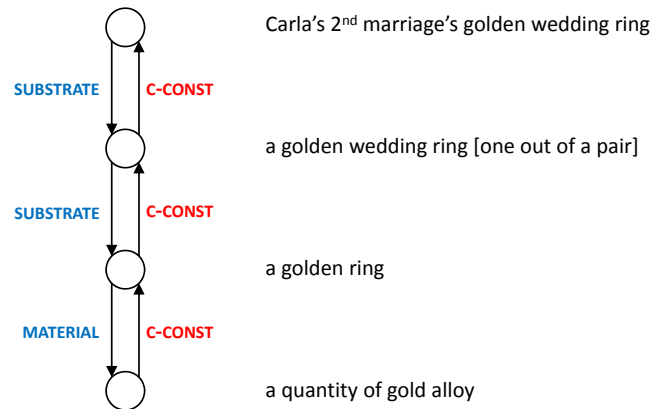 Carla’s 2nd marriage’s golden wedding ring
SUBSTRATE C-CONST
a golden wedding ring [one out of a pair]
SUBSTRATE C-CONST
a golden ring
MATERIAL C-CONST
a quantity of gold alloy